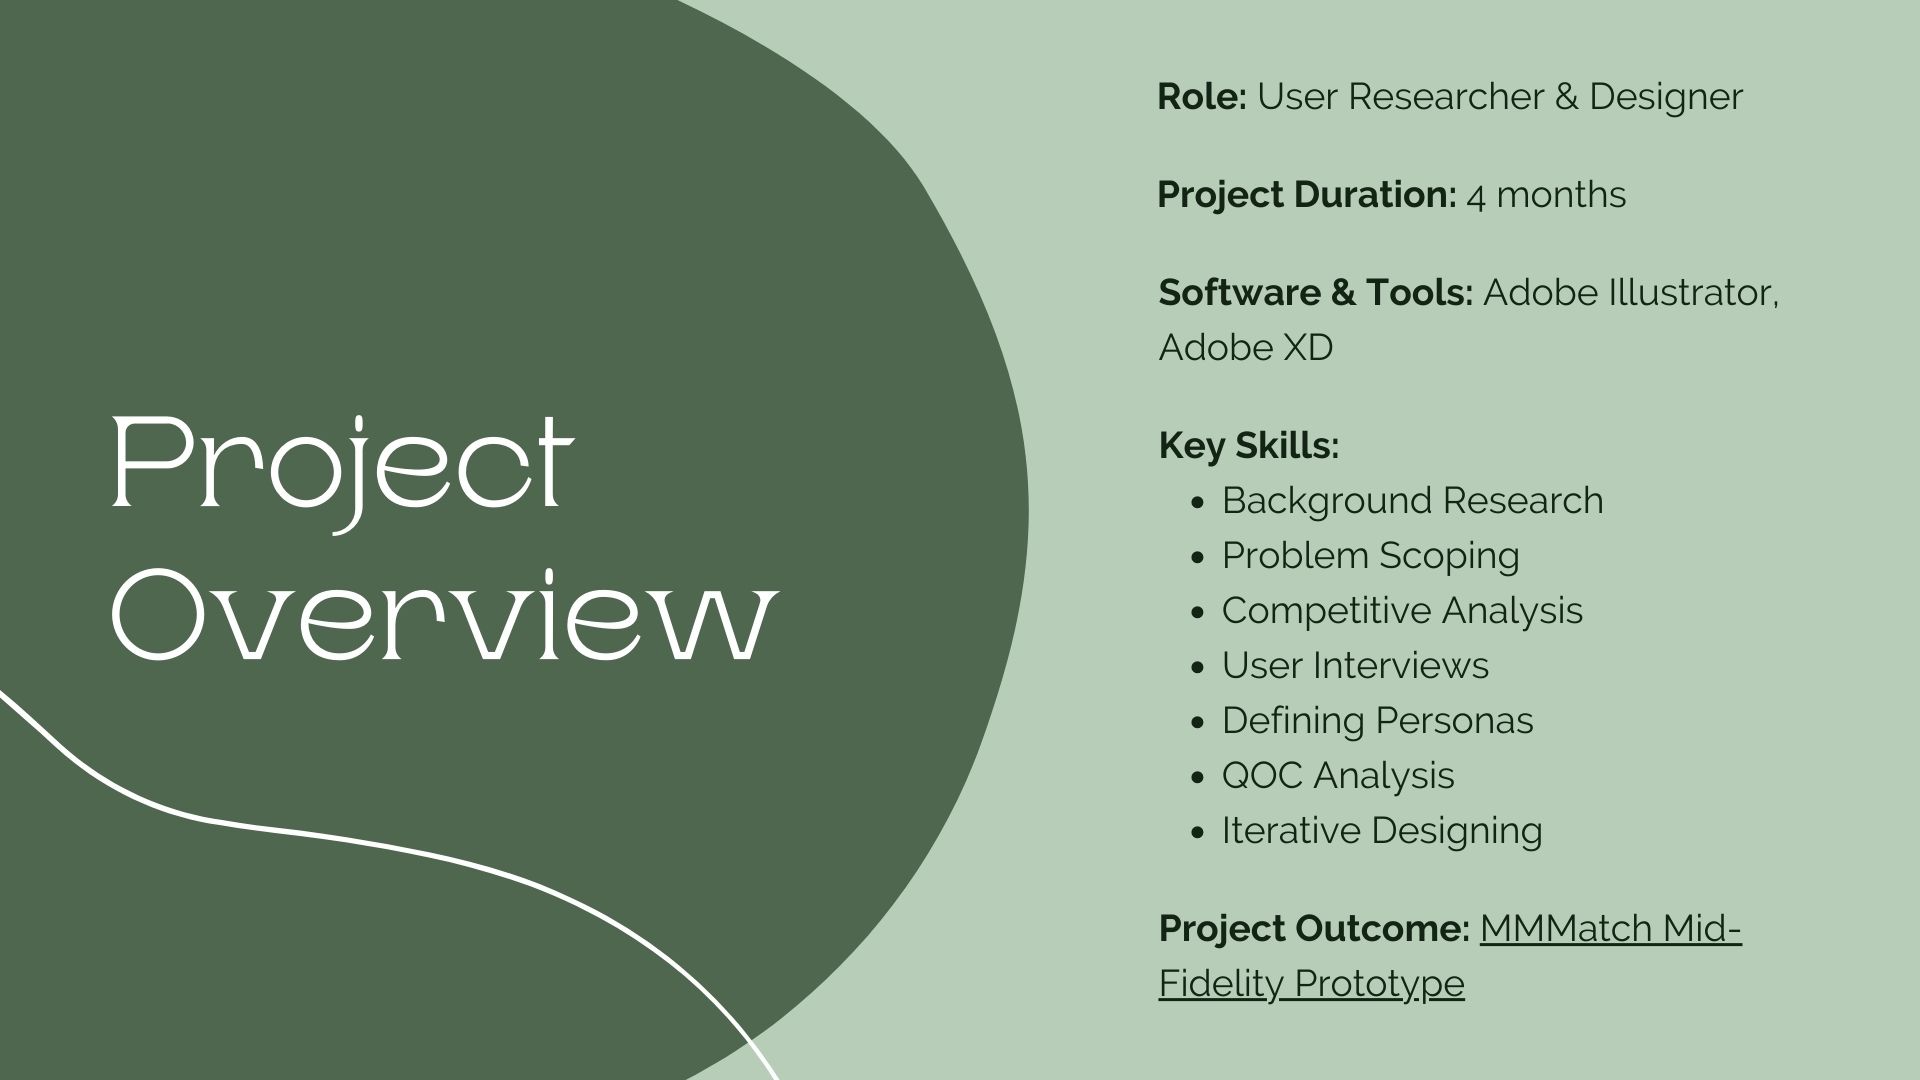 Project
Overview
Role: User Researcher & Designer
Project Duration: 4 months
Software & Tools: Adobe Illustrator,
Adobe XD
Key Skills:
• Background Research
• Problem Scoping
• Competitive Analysis
• User Interviews
• Defining Personas
• QOC Analysis
• Iterative Designing
Project Outcome: MMMatch Mid-
Fidelity Prototype